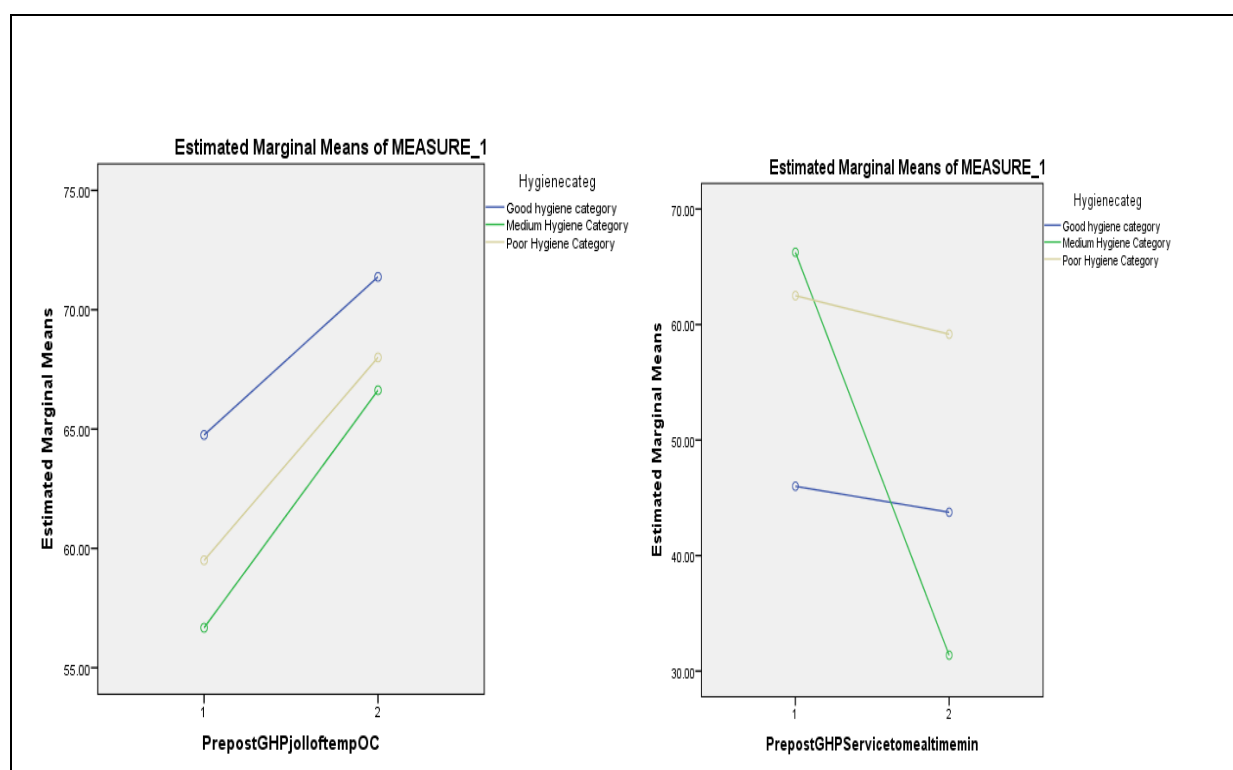 Estimated Marginal Means of MEASURE_1
Hygienecateg
Good hygiene category
Medium Hygiene Category
Poor Hygiene Category
Estimated Marginal Means
75.00
70.00
65.00
60.00
55.00
1
2
PrepostGHPjolloftempOC
Estimated Marginal Means of MEASURE_1
Hygienecateg
Good hygiene category
Medium Hygiene Category
Poor Hygiene Category
Estimated Marginal Means
70.00
60.00
50.00
40.00
30.00
1
2
PrepostGHPServicetomealtimemin